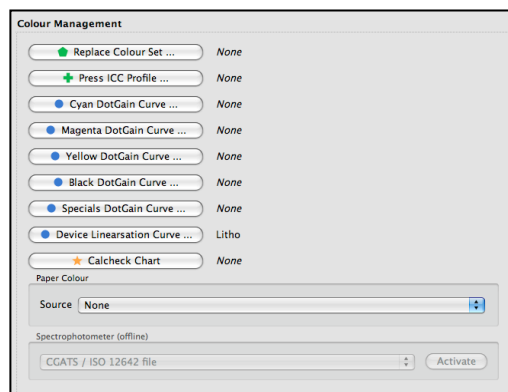 Colour Management
Replace Colour Set ... None
Press ICC Profile ... None
Cyan DotGain Curve ... None
Magenta DotGain Curve ... None
Yellow DotGain Curve ... None
Black DotGain Curve ... None
Specials DotGain Curve ... None
Device Linearsation Curve ... Litho
Calcheck Chart None
Paper Colour
Source None
Spectrophotometer (offline)
CGATS / ISO 12642 file Activate